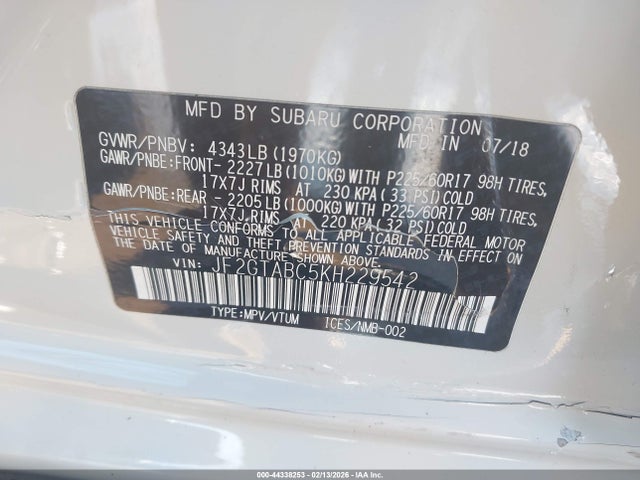 MFD BY SUBARU CORPORATION
GVWR/PNBV: 4343LB (1970KG) MFD IN 07/18
GAWR/PNBE:FRONT- 2227LB (1010KG) WITH P225/60R17 98H TIRES,
17X7J RIMS AT 230 KPA (33 PSI) COLD
GAWR/PNBE:REAR - 2205LB (1000KG) WITH P225/60R17 98H TIRES,
17X7J RIMS AT 220 KPA (32 PSI) COLD
THIS VEHICLE CONFORMS TO ALL APPLICABLE FEDERAL MOTOR
VEHICLE SAFETY AND THEFT PREVENTION STANDARDS IN EFFECT ON
THE DATE OF MANUFACTURE SHOWN ABOVE.
VIN: JF2GTABC5KH229542
TYPE:MPV/VTUM ICES/NMB-002
000-44338253 - 02/13/2026 - IAA Inc.